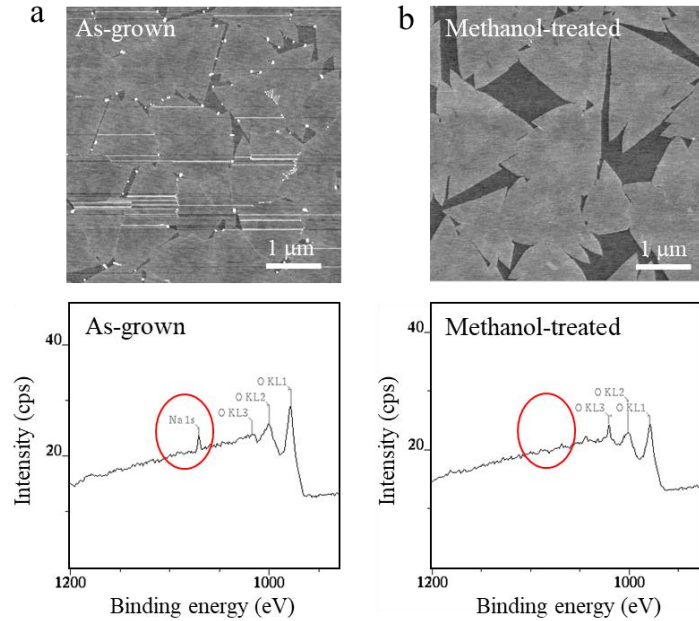 a
As-grown
1 μm
b
Methanol-treated
1 μm
As-grown
40
20
Intensity (cps)
Na 1s
O KL3
O KL2
O KL1
1200
1000
Binding energy (eV)
Methanol-treated
40
20
Intensity (cps)
O KL2
O KL3
O KL1
1200
1000
Binding energy (eV)